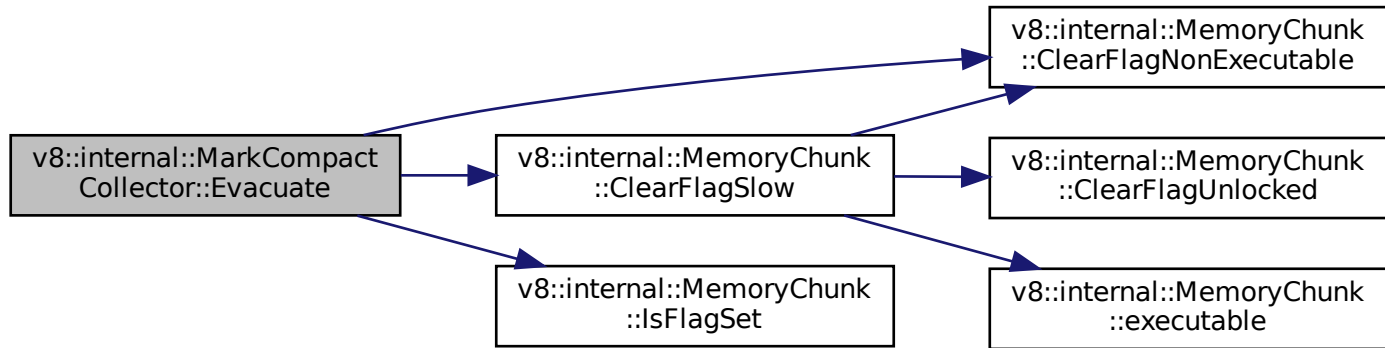 v8::internal::MarkCompact
Collector::Evacuate
v8::internal::MemoryChunk
::ClearFlagSlow
v8::internal::MemoryChunk
::IsFlagSet
v8::internal::MemoryChunk
::ClearFlagNonExecutable
v8::internal::MemoryChunk
::ClearFlagUnlocked
v8::internal::MemoryChunk
::executable